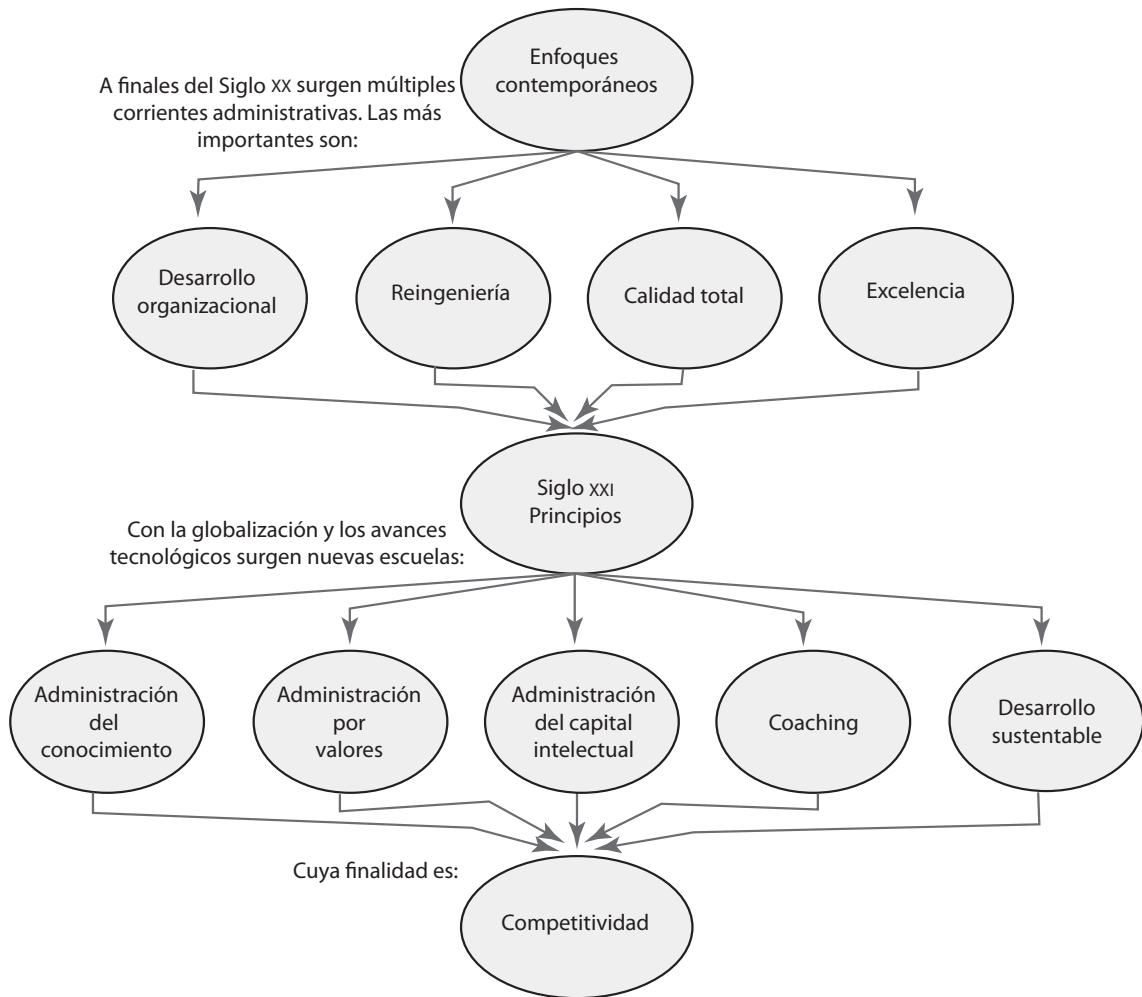 Enfoques
contemporáneos
A finales del Siglo XX surgen múltiples
corrientes administrativas. Las más
importantes son:
Desarrollo
organizacional
Reingeniería
Calidad total
Excelencia
Siglo XXI
Principios
Con la globalización y los avances
tecnológicos surgen nuevas escuelas:
Administración
del
conocimiento
Administración
por
valores
Administración
del capital
intelectual
Coaching
Desarrollo
sustentable
Cuya finalidad es:
Competitividad